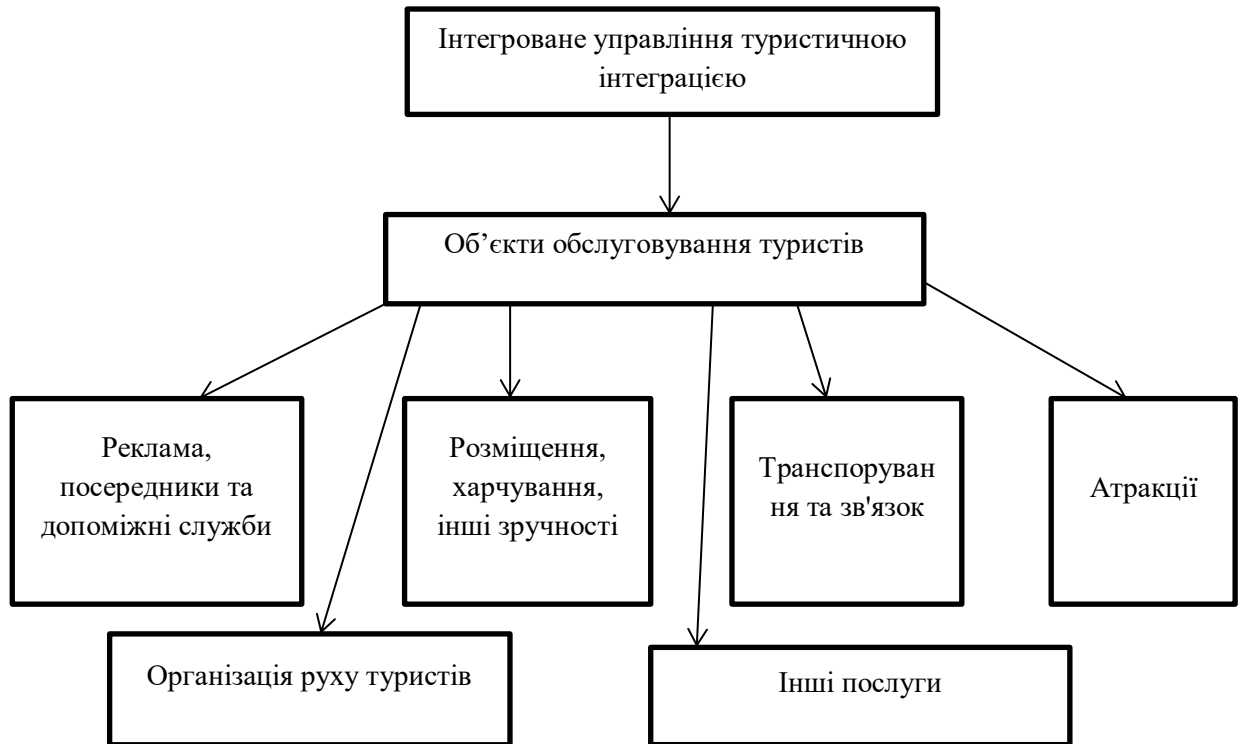 Інтегроване управління туристичною
інтеграцією
Об’єкти обслуговування туристів
Реклама,
посередники та
допоміжні служби
Розміщення,
харчування,
інші зручності
Транспоруван
ня та зв'язок
Атракції
Організація руху туристів
Інші послуги